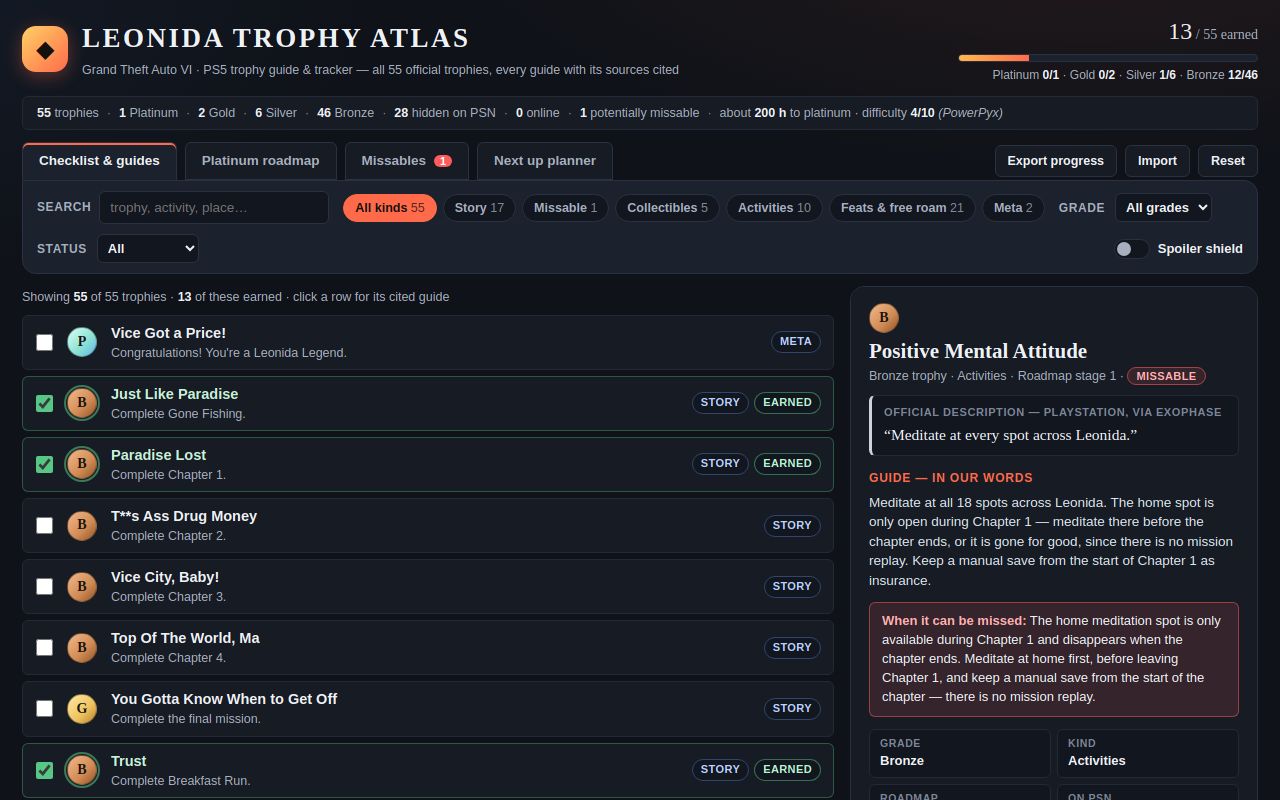 ◆
LEONIDA TROPHY ATLAS
Grand Theft Auto VI · PS5 trophy guide & tracker — all 55 official trophies, every guide with its sources cited
13 / 55 earned
Platinum 0/1 · Gold 0/2 · Silver 1/6 · Bronze 12/46
55 trophies · 1 Platinum · 2 Gold · 6 Silver · 46 Bronze · 28 hidden on PSN · 0 online · 1 potentially missable · about 200 h to platinum · difficulty 4/10 (PowerPyx)
Checklist & guides
Platinum roadmap
Missables 1
Next up planner
Export progress
Import
Reset
SEARCH
trophy, activity, place…
All kinds 55
Story 17
Missable 1
Collectibles 5
Activities 10
Feats & free roam 21
Meta 2
GRADE
All grades
STATUS
All
Spoiler shield
Showing 55 of 55 trophies · 13 of these earned · click a row for its cited guide
P
Vice Got a Price!
Congratulations! You're a Leonida Legend.
META
B
Just Like Paradise
Complete Gone Fishing.
STORY
EARNED
B
Paradise Lost
Complete Chapter 1.
STORY
EARNED
B
T**s Ass Drug Money
Complete Chapter 2.
STORY
B
Vice City, Baby!
Complete Chapter 3.
STORY
B
Top Of The World, Ma
Complete Chapter 4.
STORY
G
You Gotta Know When to Get Off
Complete the final mission.
STORY
B
Trust
Complete Breakfast Run.
STORY
EARNED
B
Positive Mental Attitude
Bronze trophy · Activities · Roadmap stage 1 · MISSABLE
OFFICIAL DESCRIPTION — PLAYSTATION, VIA EXOPHASE
“Meditate at every spot across Leonida.”
GUIDE — IN OUR WORDS
Meditate at all 18 spots across Leonida. The home spot is
only open during Chapter 1 — meditate there before the
chapter ends, or it is gone for good, since there is no mission
replay. Keep a manual save from the start of Chapter 1 as
insurance.
When it can be missed: The home meditation spot is only
available during Chapter 1 and disappears when the
chapter ends. Meditate at home first, before leaving
Chapter 1, and keep a manual save from the start of the
chapter — there is no mission replay.
GRADE
Bronze
KIND
Activities
ROADMAP
ON PSN